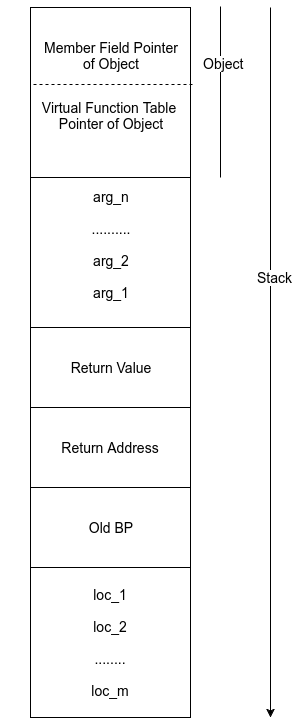 Member Field Pointer
of Object
Object
Virtual Function Table
Pointer of Object
arg_n
..........
arg_2
Stack
arg_1
Return Value
Return Address
Old BP
loc_1
loc_2
........
loc_m